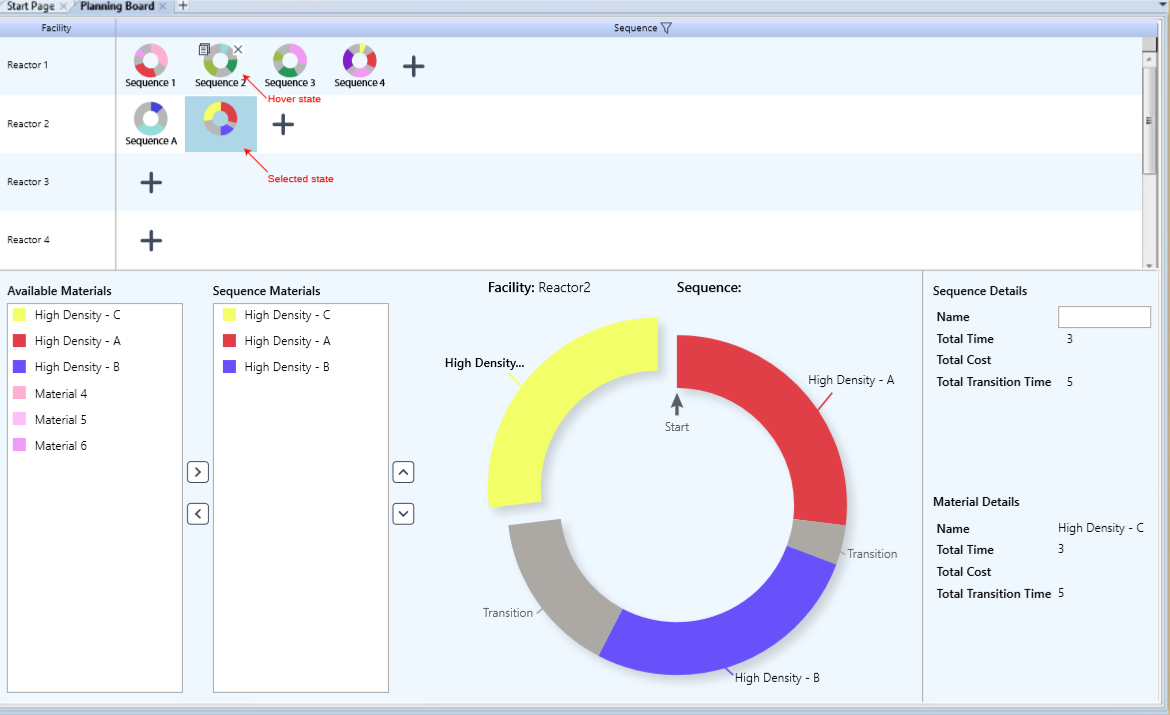 Start Page
Planning Board
Facility
Sequence
Reactor 1
Sequence 1
Sequence 2
Sequence 3
Sequence 4
Hover state
Reactor 2
Sequence A
Selected state
Reactor 3
Reactor 4
Available Materials
High Density - C
High Density - A
High Density - B
Material 4
Material 5
Material 6
Sequence Materials
High Density - C
High Density - A
High Density - B
Facility: Reactor2
Sequence:
High Density...
High Density - A
Start
Transition
Transition
High Density - B
Sequence Details
Name
Total Time 3
Total Cost
Total Transition Time 5
Material Details
Name High Density - C
Total Time 3
Total Cost
Total Transition Time 5